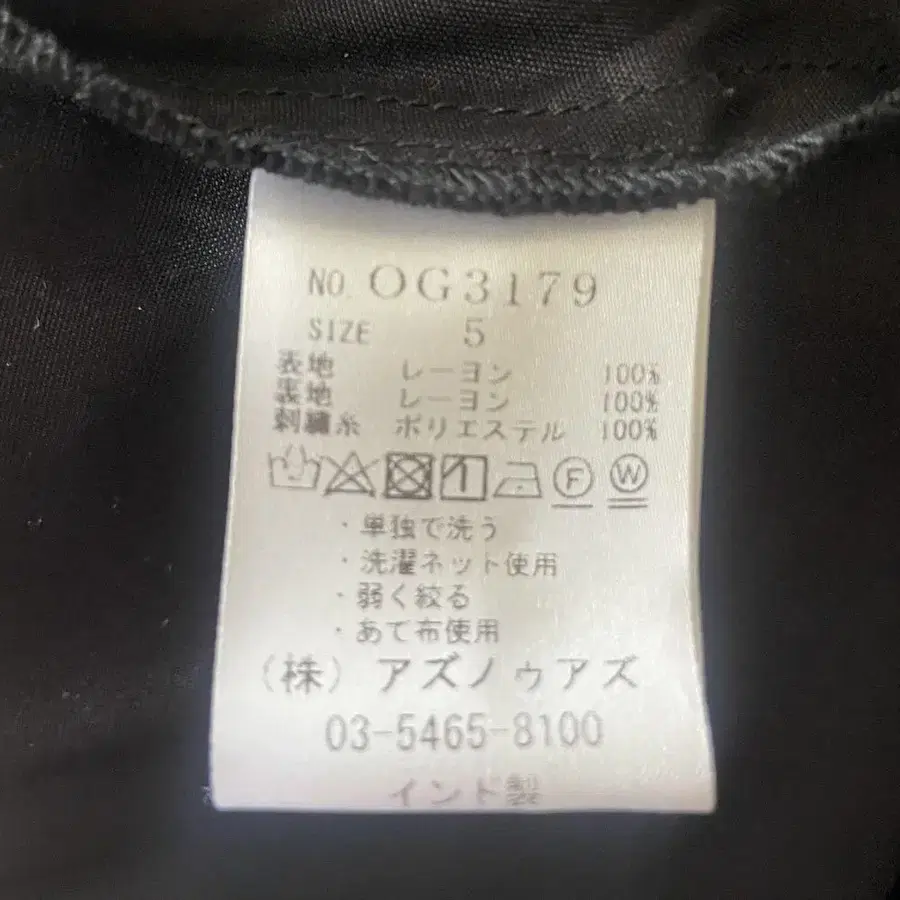 NO. OG3179
SIZE 5
表地 レーヨン 100%
裏地 レーヨン 100%
刺繍糸 ポリエステル 100%
F W
・単独で洗う
・洗濯ネット使用
・弱く絞る
・あて布使用
(株) アズノゥアズ
03-5465-8100
インド製